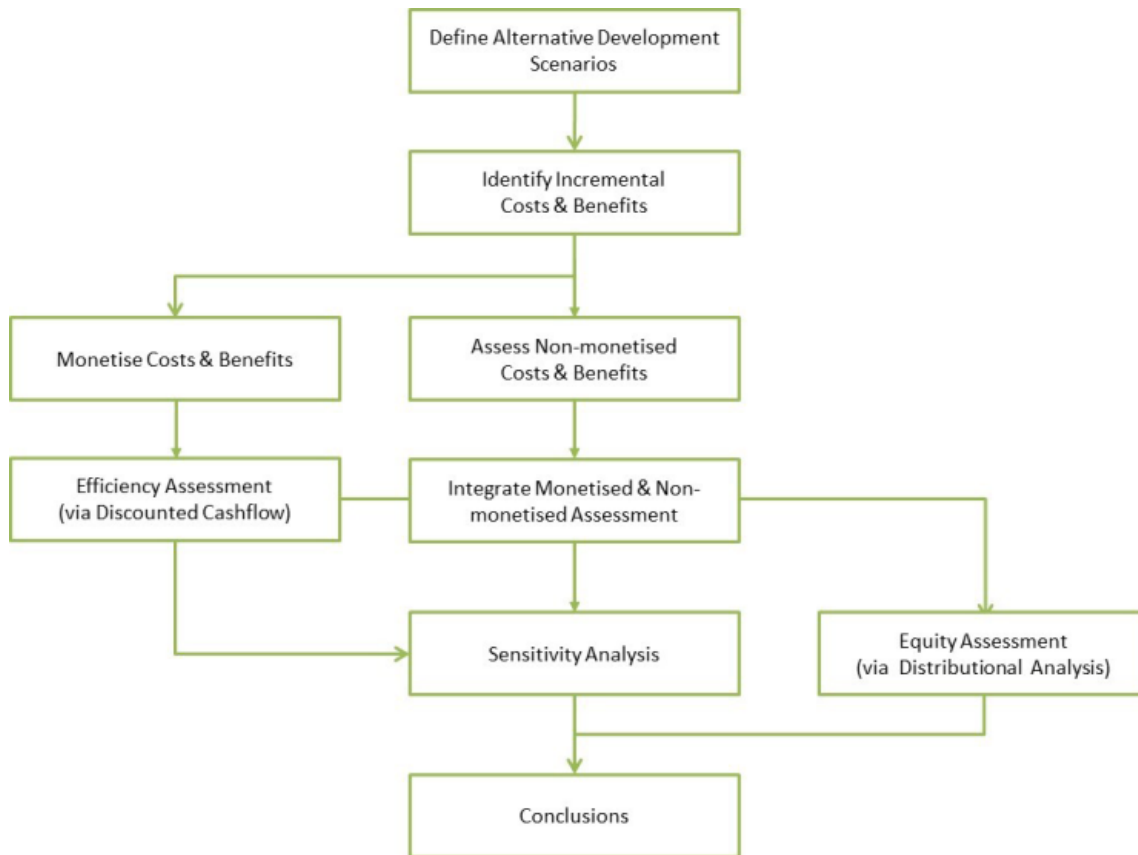 Define Alternative Development
Scenarios
Identify Incremental
Costs & Benefits
Monetise Costs & Benefits
Assess Non-monetised
Costs & Benefits
Efficiency Assessment
(via Discounted Cashflow)
Integrate Monetised & Non-
monetised Assessment
Sensitivity Analysis
Equity Assessment
(via Distributional Analysis)
Conclusions